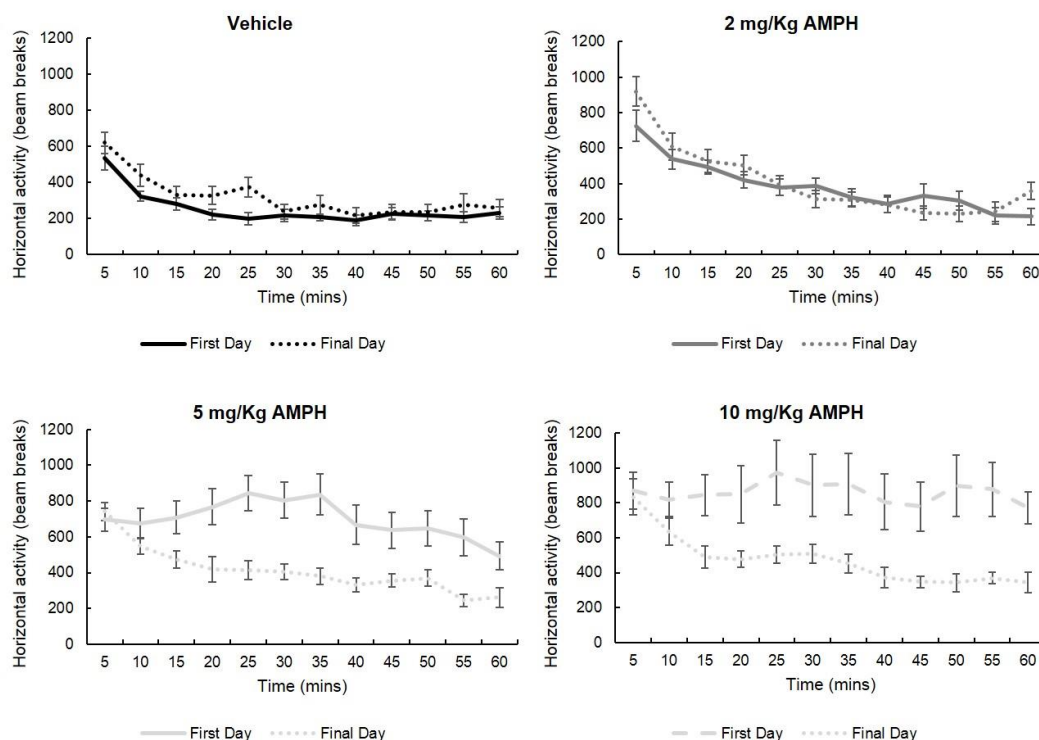 Vehicle
Horizontal activity (beam breaks)
1200
1000
800
600
400
200
0
5 10 15 20 25 30 35 40 45 50 55 60
Time (mins)
First Day Final Day
2 mg/Kg AMPH
Horizontal activity (beam breaks)
1200
1000
800
600
400
200
0
5 10 15 20 25 30 35 40 45 50 55 60
Time (mins)
First Day Final Day
5 mg/Kg AMPH
Horizontal activity (beam breaks)
1200
1000
800
600
400
200
0
5 10 15 20 25 30 35 40 45 50 55 60
Time (mins)
First Day Final Day
10 mg/Kg AMPH
Horizontal activity (beam breaks)
1200
1000
800
600
400
200
0
5 10 15 20 25 30 35 40 45 50 55 60
Time (mins)
First Day Final Day